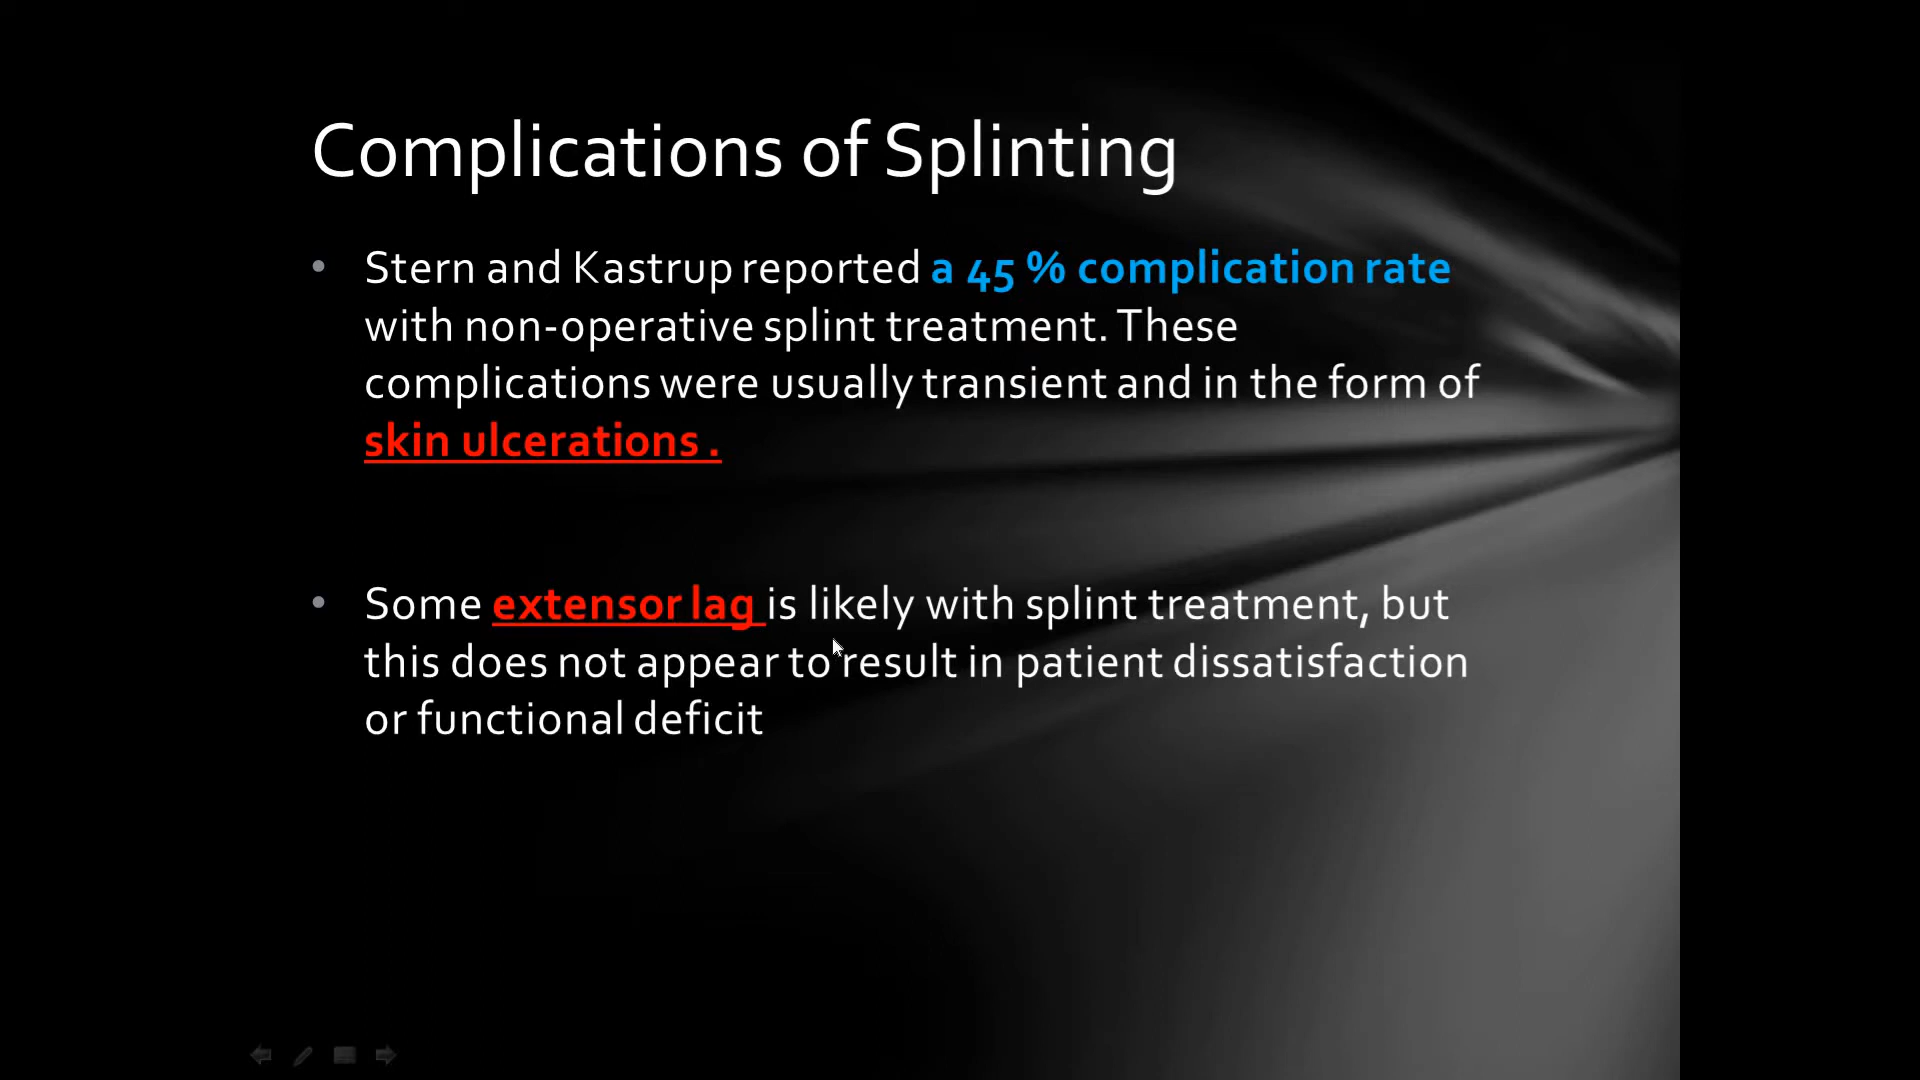 Complications of Splinting
• Stern and Kastrup reported a 45 % complication rate
with non-operative splint treatment. These
complications were usually transient and in the form of
skin ulcerations .
• Some extensor lag is likely with splint treatment, but
this does not appear to result in patient dissatisfaction
or functional deficit